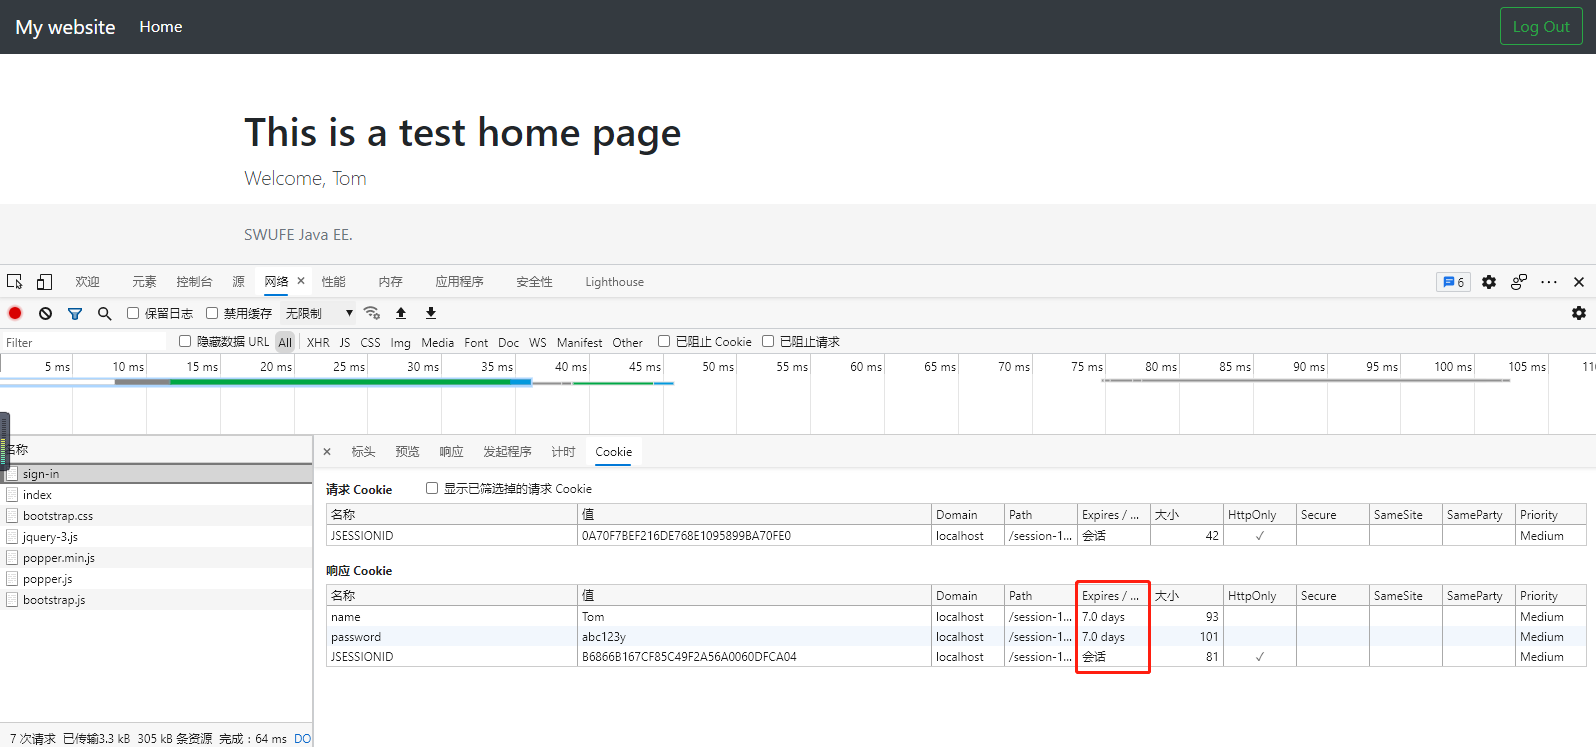 My website Home Log Out
This is a test home page
Welcome, Tom
SWUFE Java EE.
欢迎 元素 控制台 源 网络 × 性能 内存 应用程序 安全性 Lighthouse 6
保留日志 禁用缓存 无限制
Filter 隐藏数据 URL All XHR JS CSS Img Media Font Doc WS Manifest Other 已阻止 Cookie 已阻止请求
5 ms 10 ms 15 ms 20 ms 25 ms 30 ms 35 ms 40 ms 45 ms 50 ms 55 ms 60 ms 65 ms 70 ms 75 ms 80 ms 85 ms 90 ms 95 ms 100 ms 105 ms 110
名称
sign-in
index
bootstrap.css
jquery-3.js
popper.min.js
popper.js
bootstrap.js
7 次请求 已传输3.3 kB 305 kB 条资源 完成：64 ms DO
× 标头 预览 响应 发起程序 计时 Cookie
请求 Cookie 显示已筛选掉的请求 Cookie
名称 值 Domain Path Expires / ... 大小 HttpOnly Secure SameSite SameParty Priority
JSESSIONID 0A70F7BEF216DE768E1095899BA70FE0 localhost /session-1... 会话 42 ✓ Medium
响应 Cookie
名称 值 Domain Path Expires / ... 大小 HttpOnly Secure SameSite SameParty Priority
name Tom localhost /session-1... 7.0 days 93 Medium
password abc123y localhost /session-1... 7.0 days 101 Medium
JSESSIONID B6866B167CF85C49F2A56A0060DFCA04 localhost /session-1... 会话 81 ✓ Medium